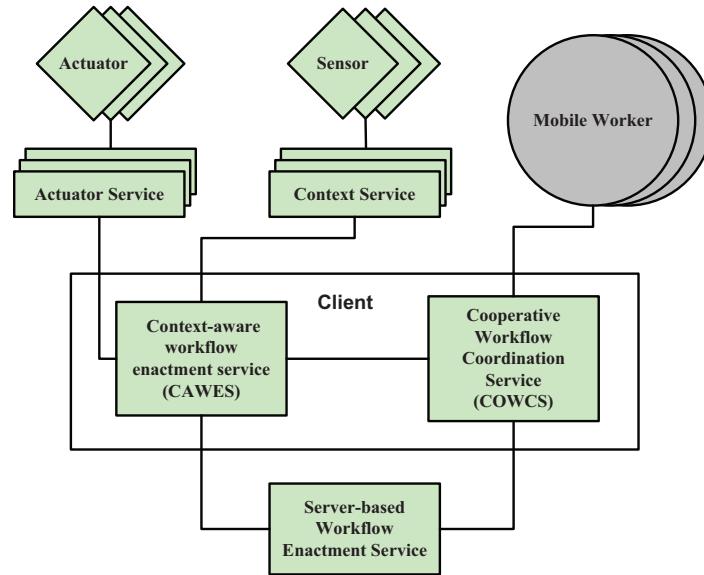 Actuator
Sensor
Mobile Worker
Actuator Service
Context Service
Client
Context-aware
workflow
enactment service
(CAWES)
Cooperative
Workflow
Coordination
Service
(COWCS)
Server-based
Workflow
Enactment Service